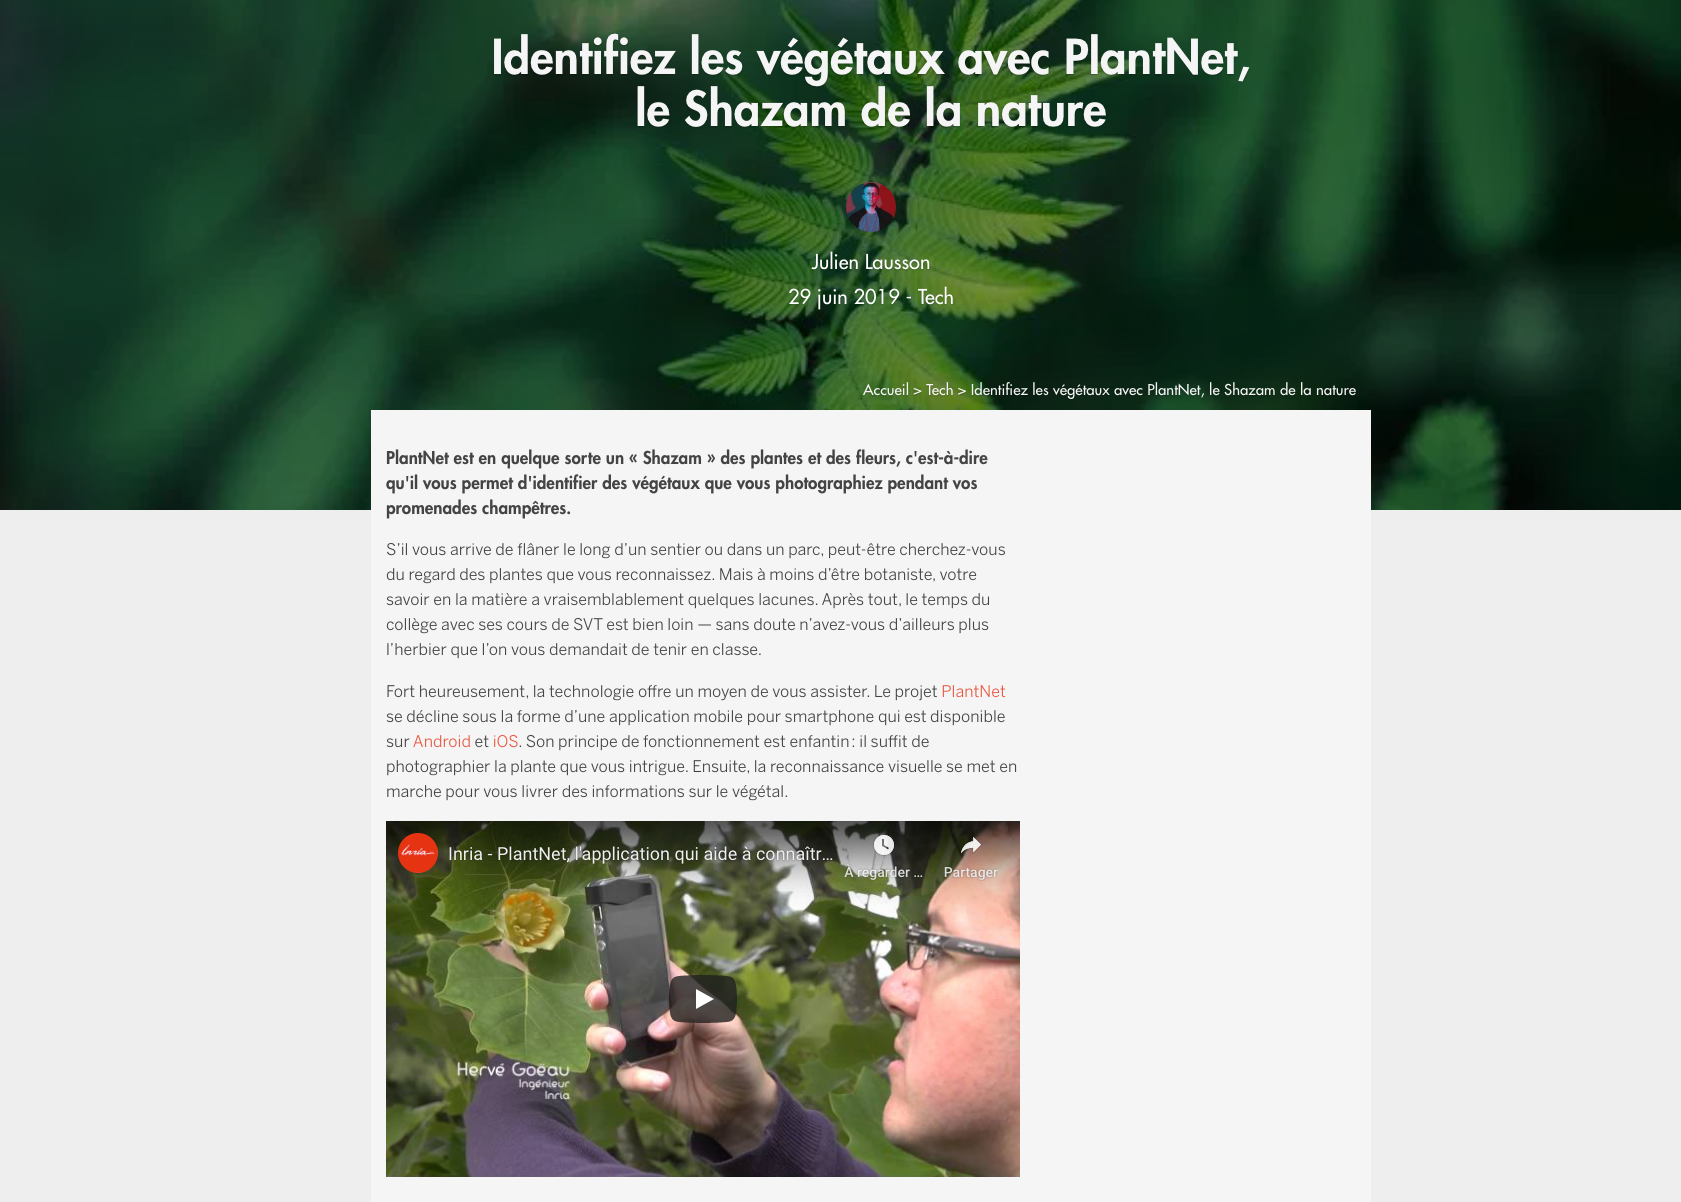 Identifiez les végétaux avec PlantNet,
le Shazam de la nature
Julien Lausson
29 juin 2019 - Tech
Accueil > Tech > Identifiez les végétaux avec PlantNet, le Shazam de la nature
PlantNet est en quelque sorte un « Shazam » des plantes et des fleurs, c'est-à-dire
qu'il vous permet d'identifier des végétaux que vous photographiez pendant vos
promenades champêtres.
S’il vous arrive de flâner le long d’un sentier ou dans un parc, peut-être cherchez-vous
du regard des plantes que vous reconnaissez. Mais à moins d’être botaniste, votre
savoir en la matière a vraisemblablement quelques lacunes. Après tout, le temps du
collège avec ses cours de SVT est bien loin — sans doute n’avez-vous d’ailleurs plus
l’herbier que l’on vous demandait de tenir en classe.
Fort heureusement, la technologie offre un moyen de vous assister. Le projet PlantNet
se décline sous la forme d’une application mobile pour smartphone qui est disponible
sur Android et iOS. Son principe de fonctionnement est enfantin : il suffit de
photographier la plante que vous intrigue. Ensuite, la reconnaissance visuelle se met en
marche pour vous livrer des informations sur le végétal.
Inria
Inria - PlantNet, l'application qui aide à connaîtr...
À regarder ...
Partager
Hervé Goëau
Ingénieur
Inria